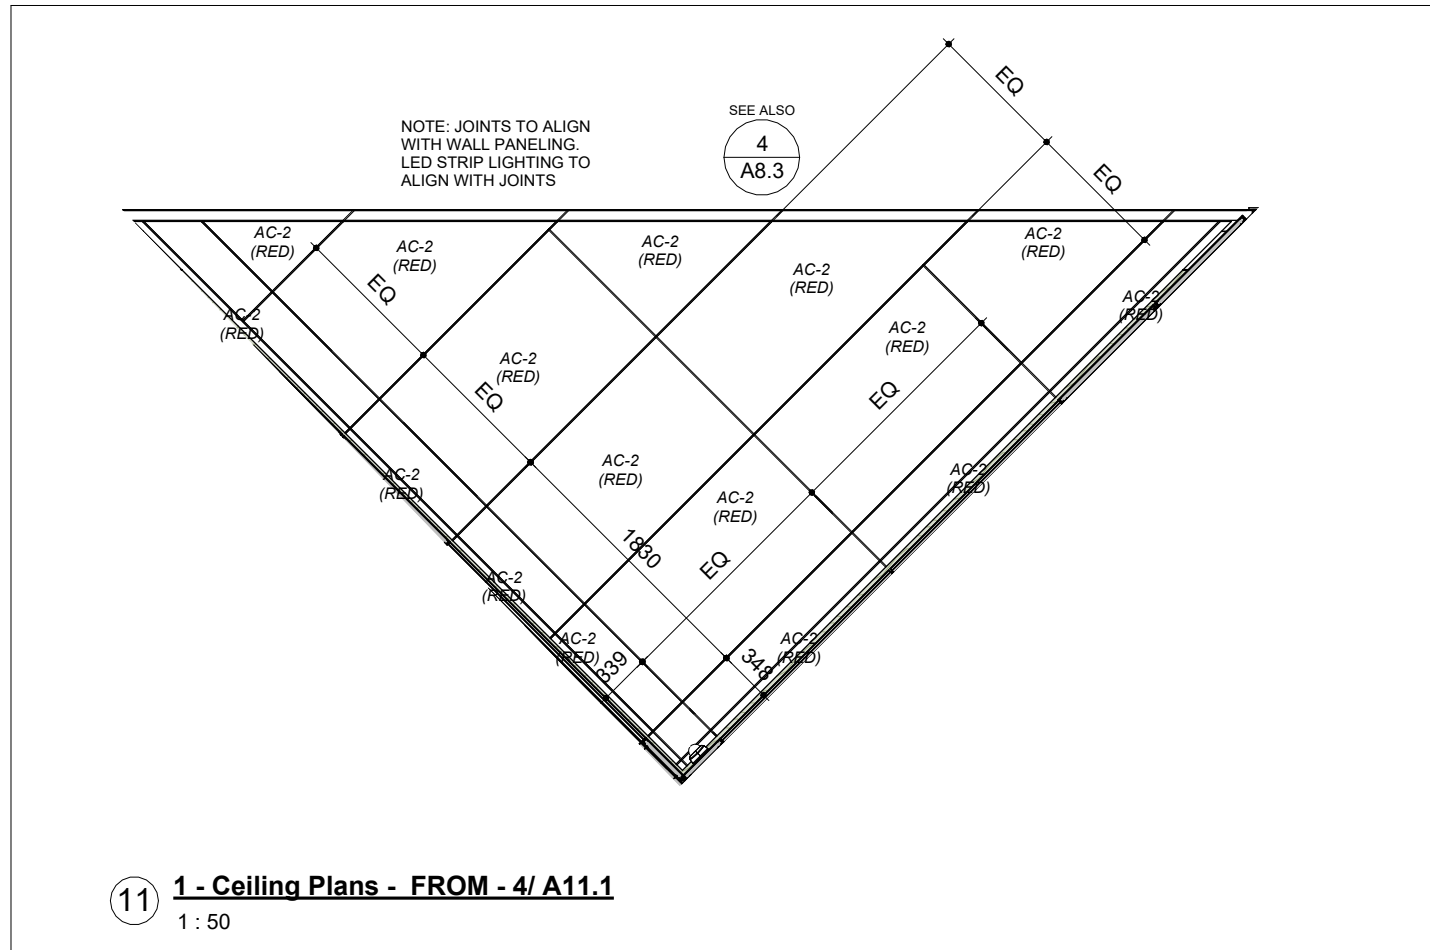 EQ
SEE ALSO
4
A8.3
NOTE: JOINTS TO ALIGN
WITH WALL PANELING.
LED STRIP LIGHTING TO
ALIGN WITH JOINTS
EQ
AC-2
(RED)
AC-2
(RED)
AC-2
(RED)
AC-2
(RED)
AC-2
(RED)
EQ
AC-2
(RED)
AC-2
(RED)
AC-2
(RED)
AC-2
(RED)
EQ
EQ
AC-2
(RED)
AC-2
(RED)
AC-2
(RED)
AC-2
(RED)
1830
EQ
AC-2
(RED)
AC-2
(RED)
339
AC-2
(RED)
348
11
1 - Ceiling Plans - FROM - 4/ A11.1
1 : 50